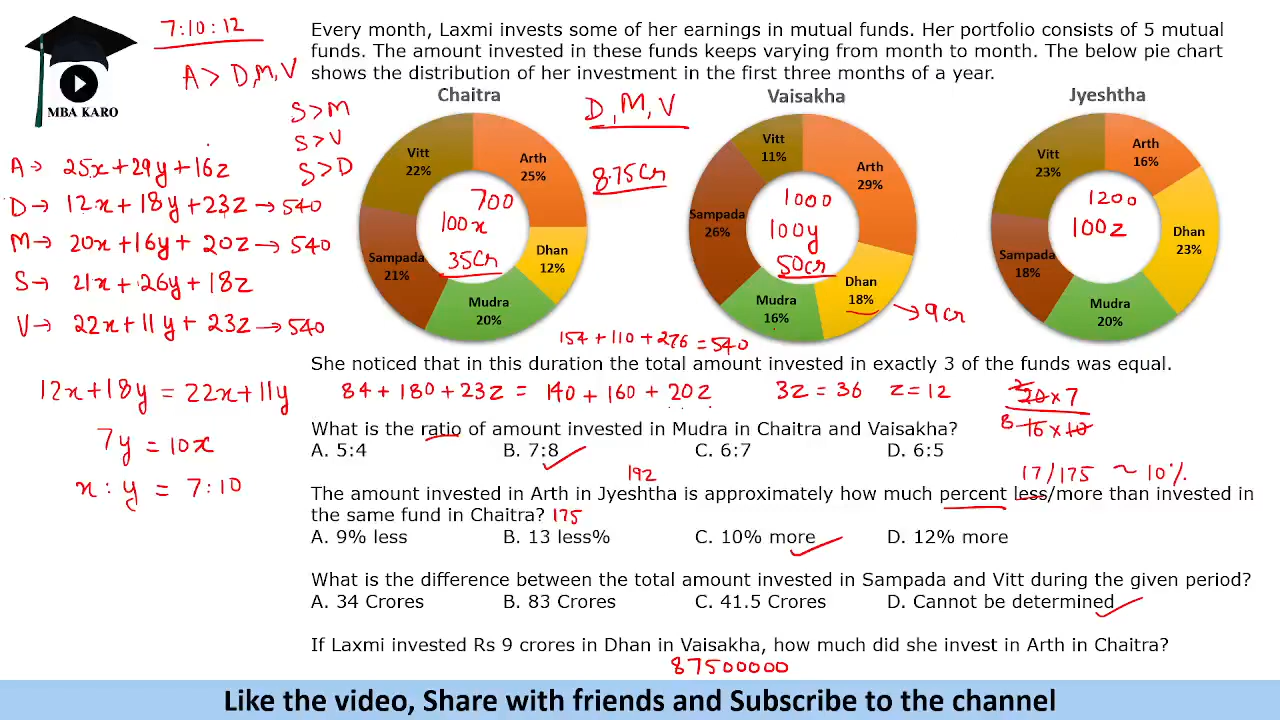 7:10:12
A > D,M,V
MBA KARO
Every month, Laxmi invests some of her earnings in mutual funds. Her portfolio consists of 5 mutual
funds. The amount invested in these funds keeps varying from month to month. The below pie chart
shows the distribution of her investment in the first three months of a year.
S>M
S>V
S>D
A→ 25x+29y+16z
D→ 12x+18y+23z→540
M→ 20x+16y+20z→540
S→ 21x+26y+18z
V→ 22x+11y+23z→540
12x+18y = 22x+11y
7y = 10x
x:y = 7:10
Chaitra
Vitt
22%
Arth
25%
700
100x
35Cr
Sampada
21%
Dhan
12%
Mudra
20%
D, M, V
8.75Cr
Vaisakha
Vitt
11%
Arth
29%
1000
100y
50cr
Sampada
26%
Dhan
18%
→9cr
Mudra
16%
Jyeshtha
Vitt
23%
Arth
16%
1200
100z
Dhan
23%
Sampada
18%
Mudra
20%
154+110+276=540
She noticed that in this duration the total amount invested in exactly 3 of the funds was equal.
84+180+23z = 140+160+20z 3z=36 z=12
20x7
16x10
2
8
What is the ratio of amount invested in Mudra in Chaitra and Vaisakha?
A. 5:4 B. 7:8 C. 6:7 D. 6:5
192 17/175 ~ 10%
The amount invested in Arth in Jyeshtha is approximately how much percent less/more than invested in
the same fund in Chaitra? 175
A. 9% less B. 13 less% C. 10% more D. 12% more
What is the difference between the total amount invested in Sampada and Vitt during the given period?
A. 34 Crores B. 83 Crores C. 41.5 Crores D. Cannot be determined
If Laxmi invested Rs 9 crores in Dhan in Vaisakha, how much did she invest in Arth in Chaitra?
87500000
Like the video, Share with friends and Subscribe to the channel